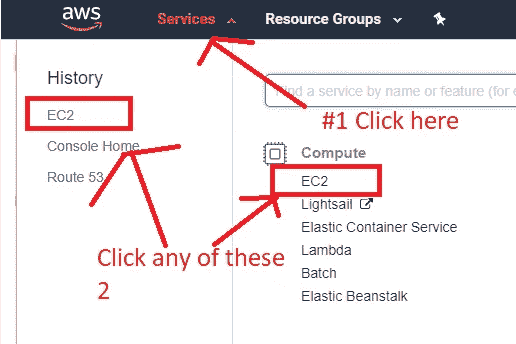 aws
Services
Resource Groups
History
EC2
Console Home
Route 53
Find a service by name or feature (for e
#1 Click here
Compute
EC2
Lightsail
Elastic Container Service
Lambda
Batch
Elastic Beanstalk
Click any of these
2